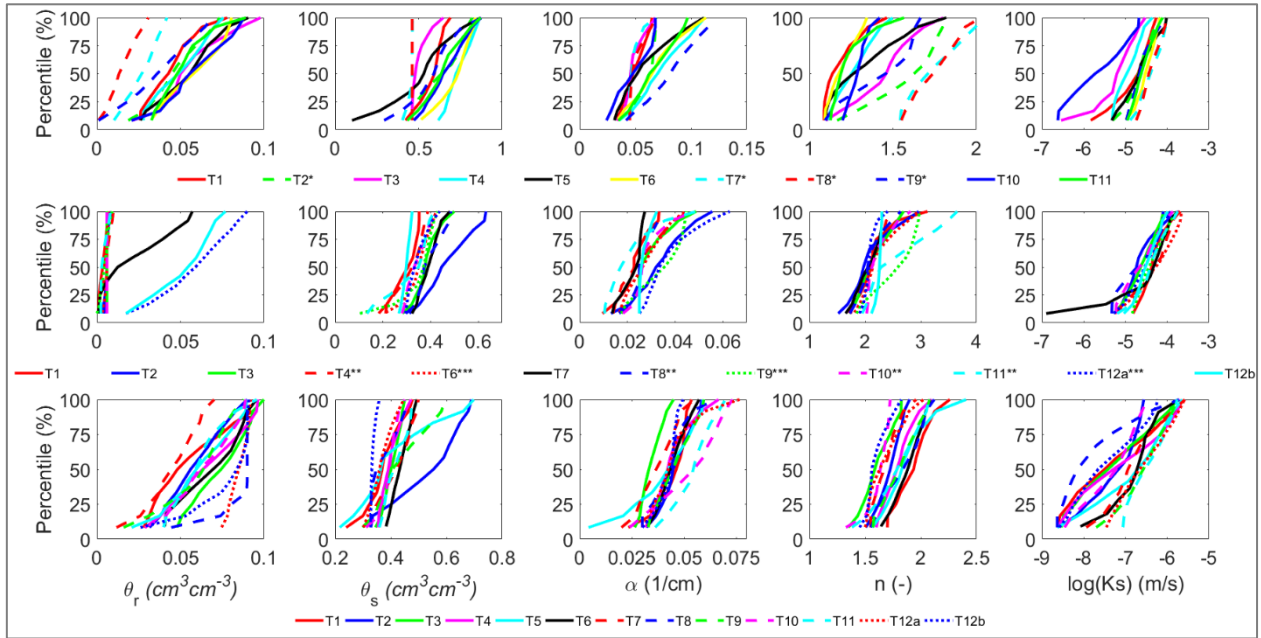 Percentile (%)
100
75
50
25
0
0 0.05 0.1
0 0.5 1
0 0.05 0.1 0.15
1 1.5 2
-7 -6 -5 -4 -3
T1 T2* T3 T4 T5 T6 T7* T8* T9* T10 T11
Percentile (%)
100
75
50
25
0
0 0.05 0.1
0 0.2 0.4 0.6
0 0.02 0.04 0.06
1 2 3 4
-7 -6 -5 -4 -3
T1 T2 T3 T4** T6*** T7 T8** T9*** T10** T11** T12a*** T12b
Percentile (%)
100
75
50
25
0
0 0.05 0.1
0.2 0.4 0.6 0.8
0 0.025 0.05 0.075
1 1.5 2 2.5
-9 -8 -7 -6 -5
θr (cm³cm⁻³) θs (cm³cm⁻³) α (1/cm) n (-) log(Ks) (m/s)
T1 T2 T3 T4 T5 T6 T7 T8 T9 T10 T11 T12a T12b